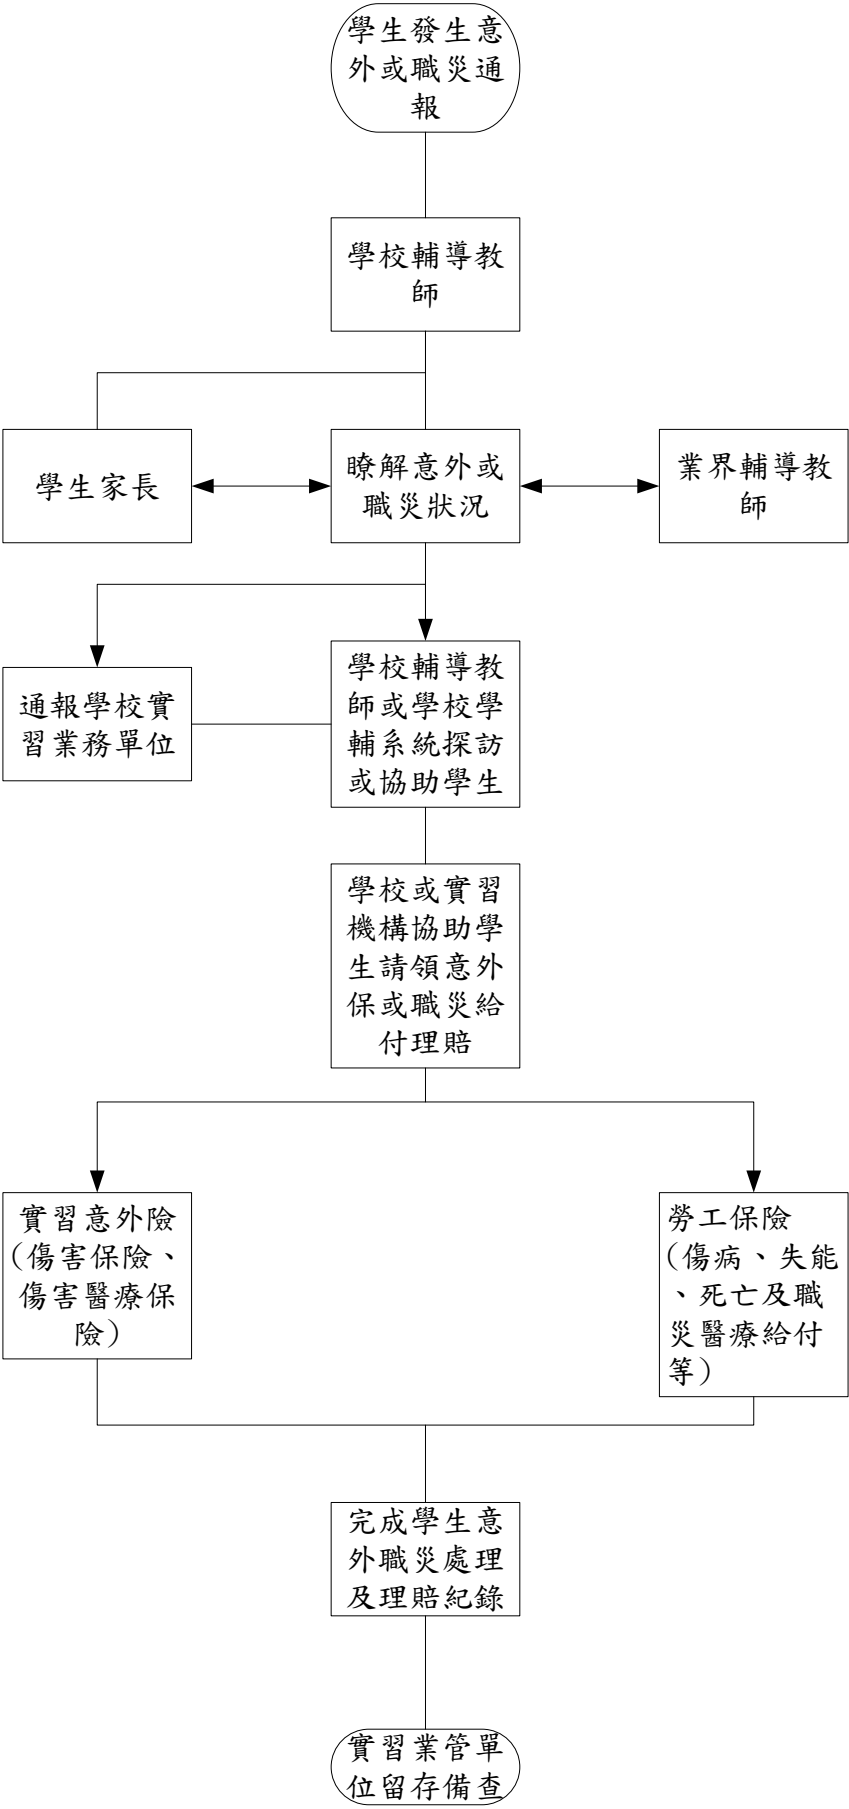 學生發生意
外或職災通
報
學校輔導教
師
學生家長
瞭解意外或
職災狀況
業界輔導教
師
通報學校實
習業務單位
學校輔導教
師或學校學
輔系統探訪
或協助學生
學校或實習
機構協助學
生請領意外
保或職災給
付理賠
實習意外險
（傷害保險、
傷害醫療保
險）
勞工保險
（傷病、失能
、死亡及職
災醫療給付
等）
完成學生意
外職災處理
及理賠紀錄
實習業管單
位留存備查